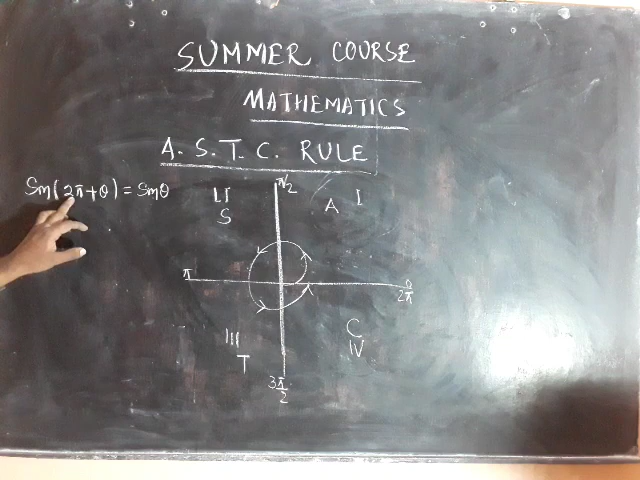 SUMMER COURSE
MATHEMATICS
A. S. T. C. RULE
Sin(2π+θ) = Sinθ
π/2
II
S
A
I
π
0
2π
III
T
C
IV
3π/2